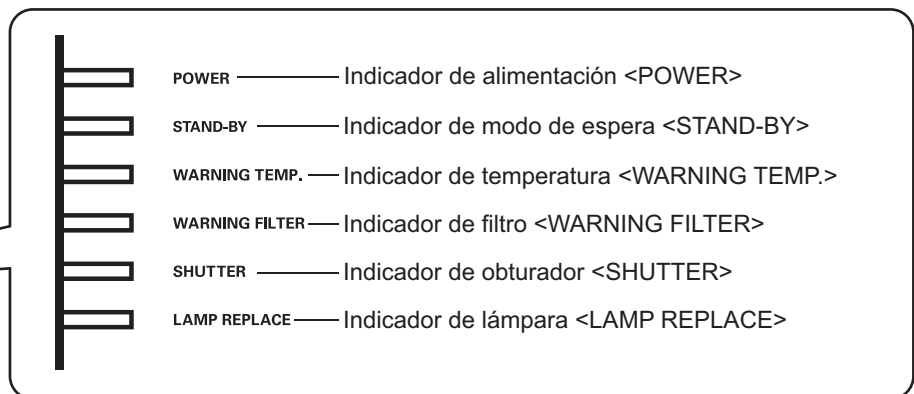 POWER Indicador de alimentación <POWER>
STAND-BY Indicador de modo de espera <STAND-BY>
WARNING TEMP. Indicador de temperatura <WARNING TEMP.>
WARNING FILTER Indicador de filtro <WARNING FILTER>
SHUTTER Indicador de obturador <SHUTTER>
LAMP REPLACE Indicador de lámpara <LAMP REPLACE>